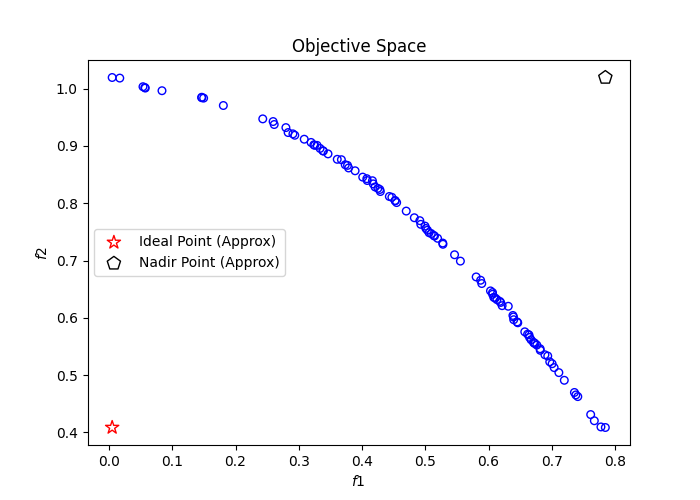 Objective Space
1.0
0.9
0.8
0.7
0.6
0.5
0.4
f2
Ideal Point (Approx)
Nadir Point (Approx)
0.0 0.1 0.2 0.3 0.4 0.5 0.6 0.7 0.8
f1